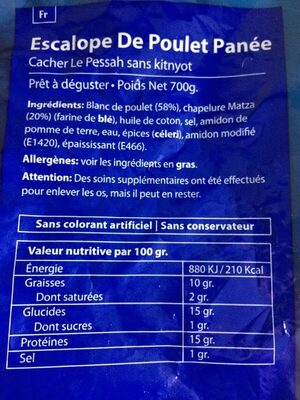 Fr
Escalope De Poulet Panée
Cacher Le Pessah sans kitnyot
Prêt à déguster • Poids Net 700g.
Ingrédients: Blanc de poulet (58%), chapelure Matza
(20%) (farine de blé), huile de coton, sel, amidon de
pomme de terre, eau, épices (céleri), amidon modifié
(E1420), épaississant (E466).
Allergènes: voir les ingrédients en gras.
Attention: Des soins supplémentaires ont été effectués
pour enlever les os, mais il peut en rester.
Sans colorant artificiel | Sans conservateur
Valeur nutritive par 100 gr.
Énergie 880 KJ / 210 Kcal
Graisses 10 gr.
Dont saturées 2 gr.
Glucides 15 gr.
Dont sucres 1 gr.
Protéines 15 gr.
Sel 1 gr.